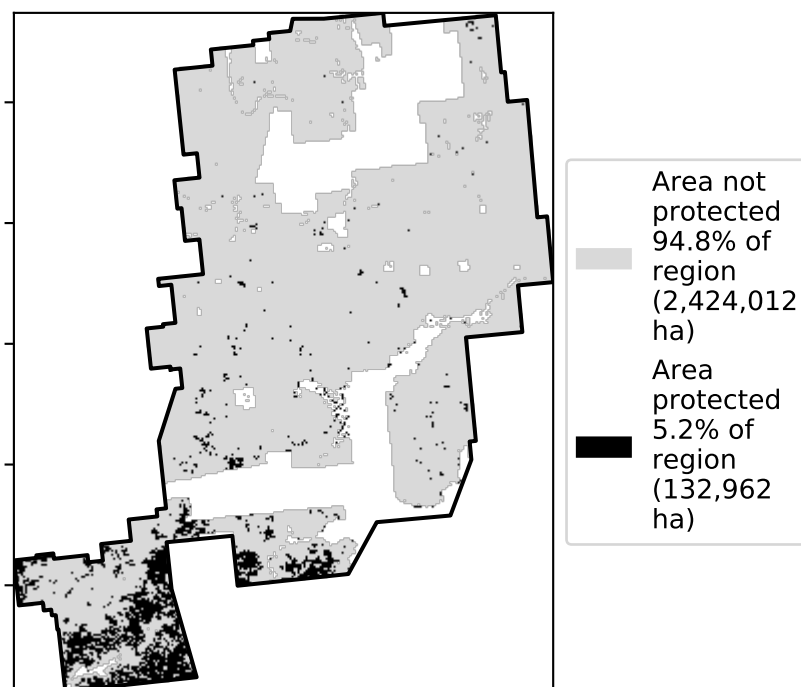 Area not
protected
94.8% of
region
(2,424,012
ha)
Area
protected
5.2% of
region
(132,962
ha)